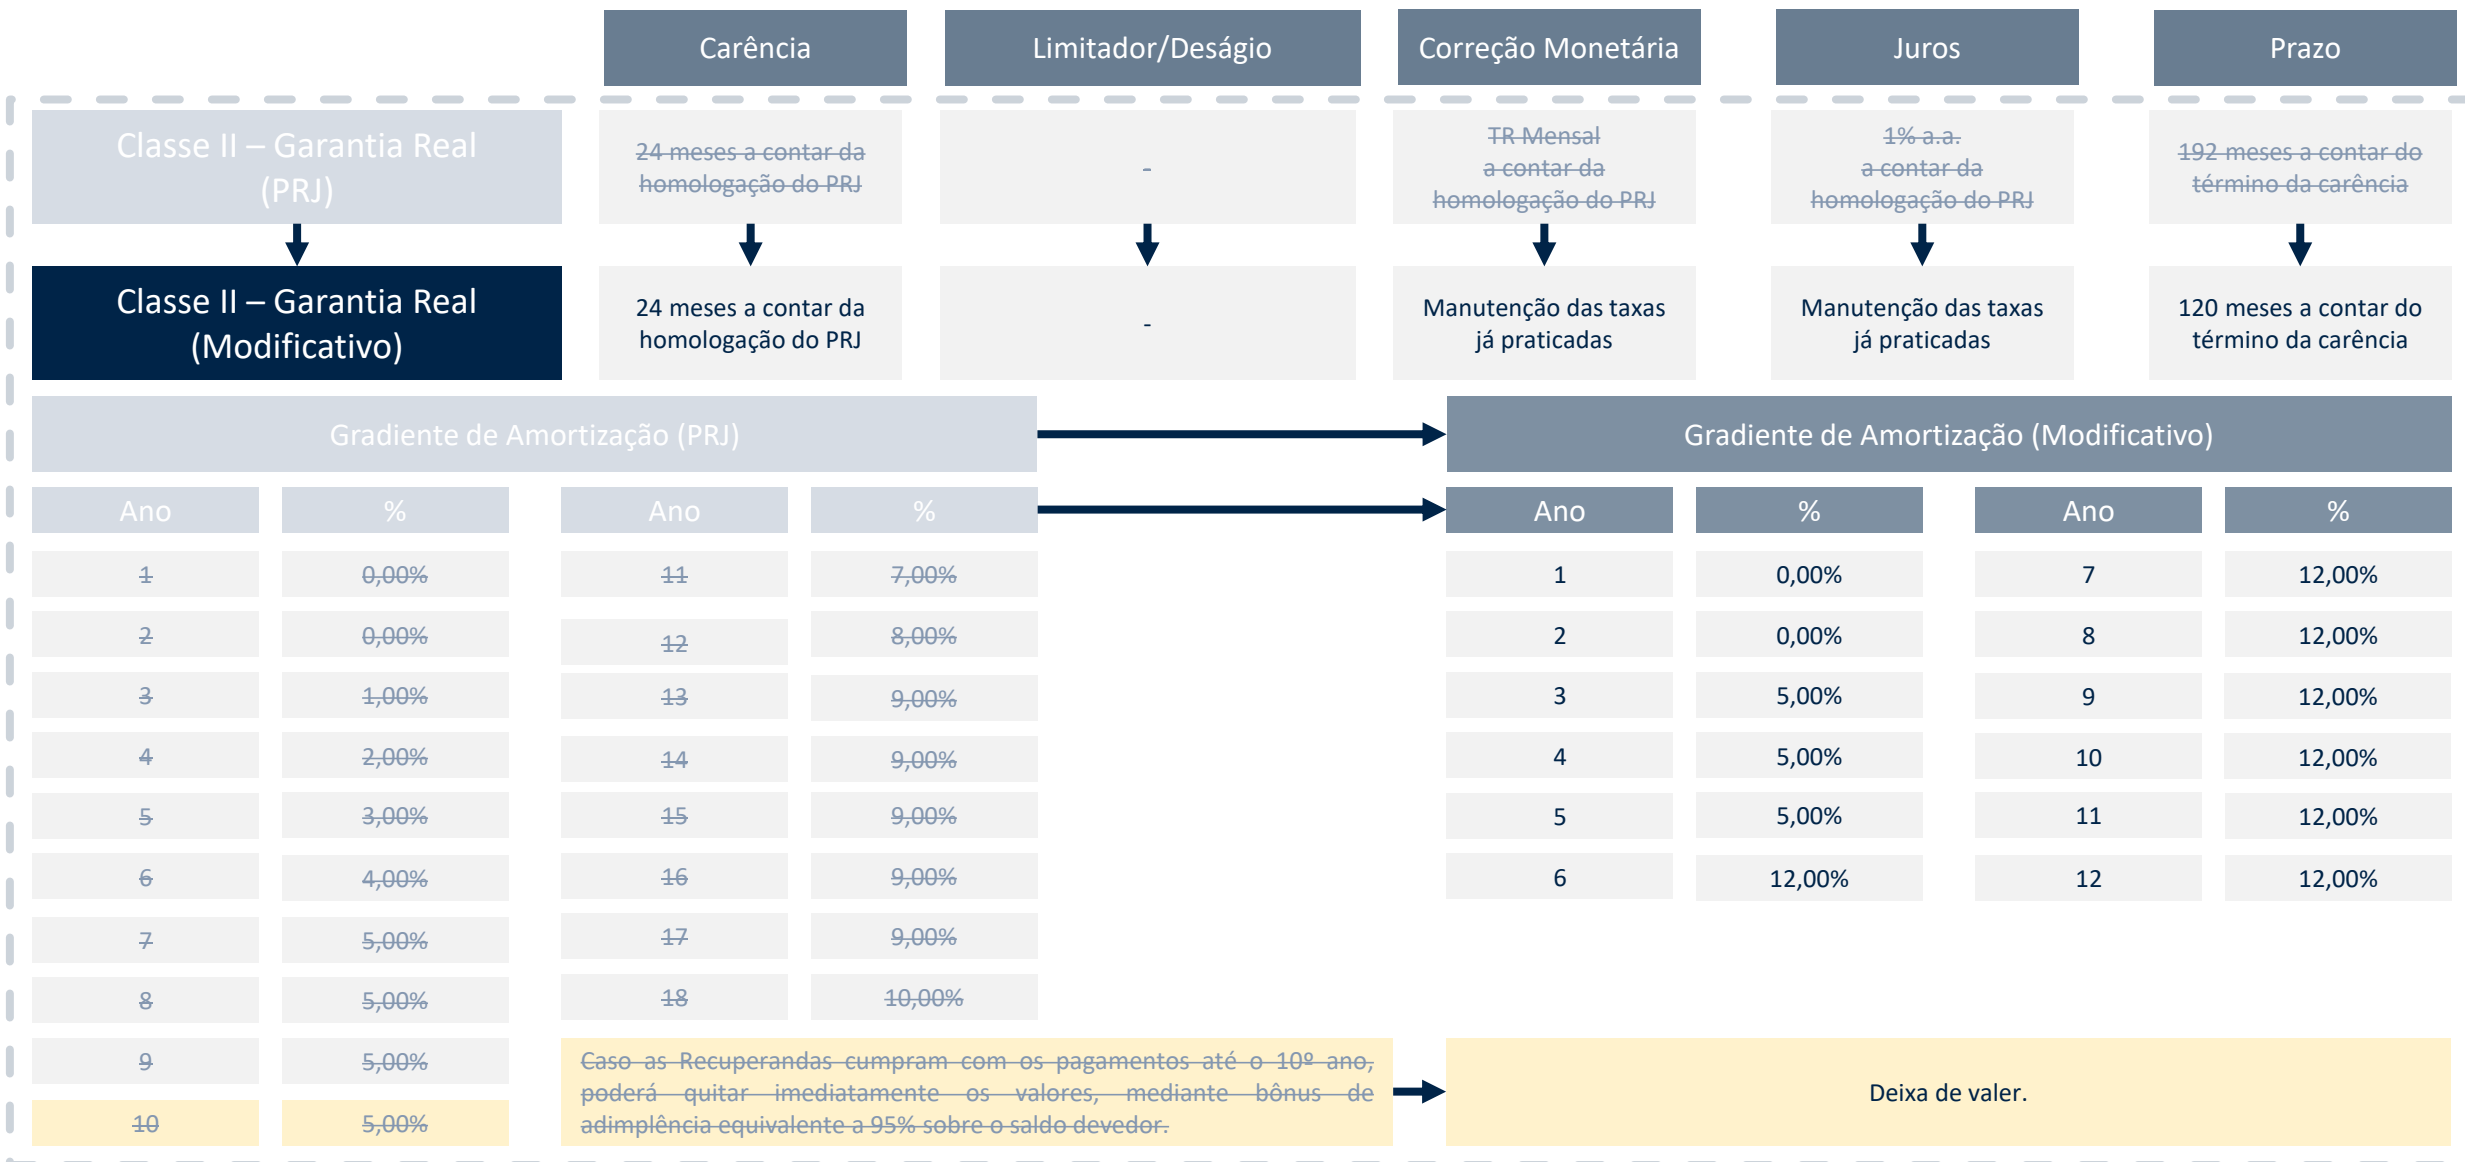 Carência
Limitador/Deságio
Correção Monetária
Juros
Prazo
Classe II – Garantia Real
(PRJ)
24 meses a contar da
homologação do PRJ
-
TR Mensal
a contar da
homologação do PRJ
1% a.a.
a contar da
homologação do PRJ
192 meses a contar do
término da carência
Classe II – Garantia Real
(Modificativo)
24 meses a contar da
homologação do PRJ
-
Manutenção das taxas
já praticadas
Manutenção das taxas
já praticadas
120 meses a contar do
término da carência
Gradiente de Amortização (PRJ)
Gradiente de Amortização (Modificativo)
Ano % Ano %
Ano % Ano %
1 0,00% 11 7,00%
2 0,00% 12 8,00%
3 1,00% 13 9,00%
4 2,00% 14 9,00%
5 3,00% 15 9,00%
6 4,00% 16 9,00%
7 5,00% 17 9,00%
8 5,00% 18 10,00%
9 5,00%
10 5,00%
1 0,00% 7 12,00%
2 0,00% 8 12,00%
3 5,00% 9 12,00%
4 5,00% 10 12,00%
5 5,00% 11 12,00%
6 12,00% 12 12,00%
Caso as Recuperandas cumpram com os pagamentos até o 10º ano,
poderá quitar imediatamente os valores, mediante bônus de
adimplência equivalente a 95% sobre o saldo devedor.
Deixa de valer.